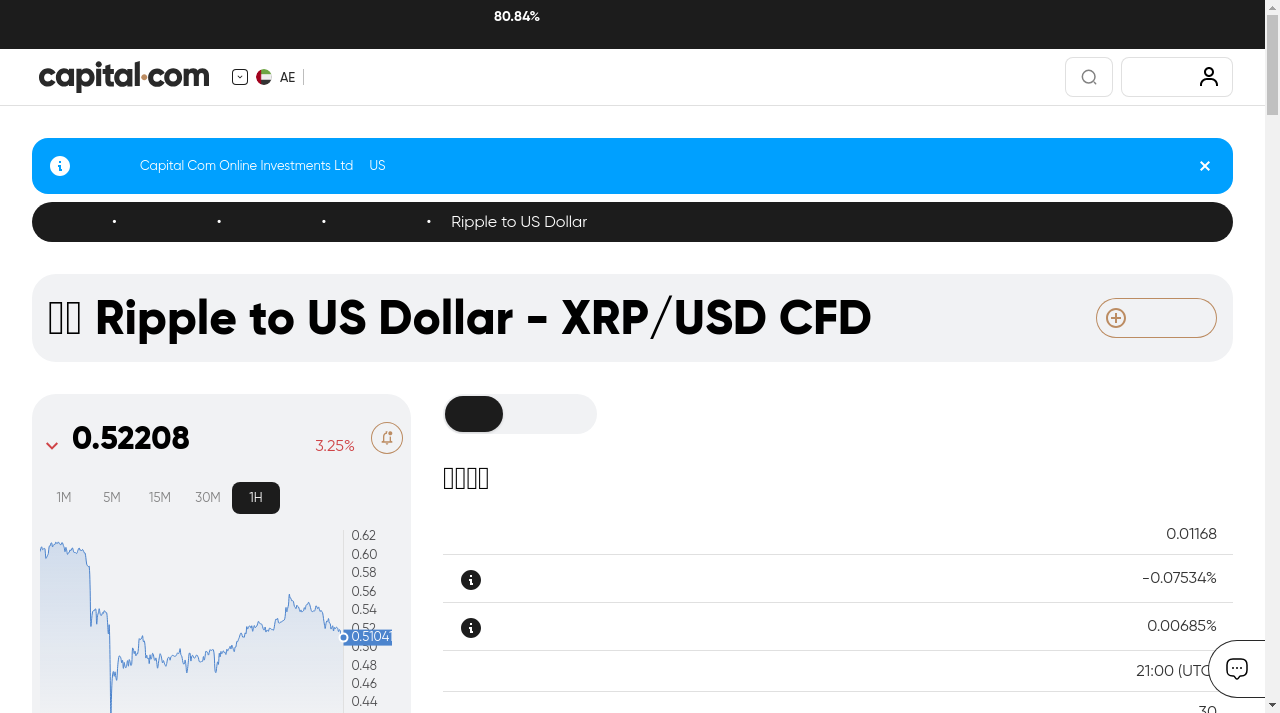 80.84%
capital.com
AE
Capital Com Online Investments Ltd US
Ripple to US Dollar
Ripple to US Dollar - XRP/USD CFD
0.52208
3.25%
1M 5M 15M 30M 1H
0.62
0.60
0.58
0.56
0.54
0.52
0.51041
0.50
0.48
0.46
0.44
0.01168
-0.07534%
0.00685%
21:00 (UTC)
30